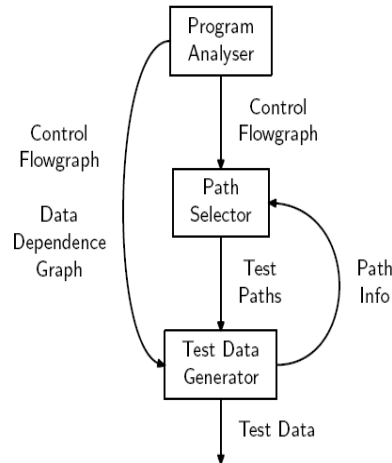 Program
Analyser
Control
Flowgraph
Control
Flowgraph
Data
Dependence
Graph
Path
Selector
Test
Paths
Path
Info
Test Data
Generator
Test Data